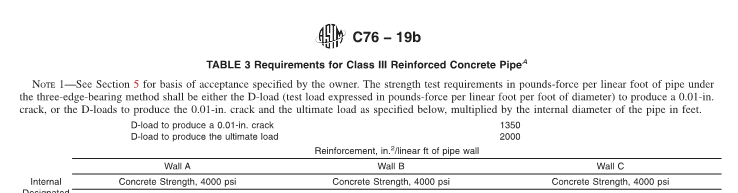 ASTM C76 – 19b
TABLE 3 Requirements for Class III Reinforced Concrete Pipe^A
NOTE 1—See Section 5 for basis of acceptance specified by the owner. The strength test requirements in pounds-force per linear foot of pipe under
the three-edge-bearing method shall be either the D-load (test load expressed in pounds-force per linear foot per foot of diameter) to produce a 0.01-in.
crack, or the D-loads to produce the 0.01-in. crack and the ultimate load as specified below, multiplied by the internal diameter of the pipe in feet.
D-load to produce a 0.01-in. crack 1350
D-load to produce the ultimate load 2000
Reinforcement, in.²/linear ft of pipe wall
Wall A Wall B Wall C
Internal Concrete Strength, 4000 psi Concrete Strength, 4000 psi Concrete Strength, 4000 psi
Designated